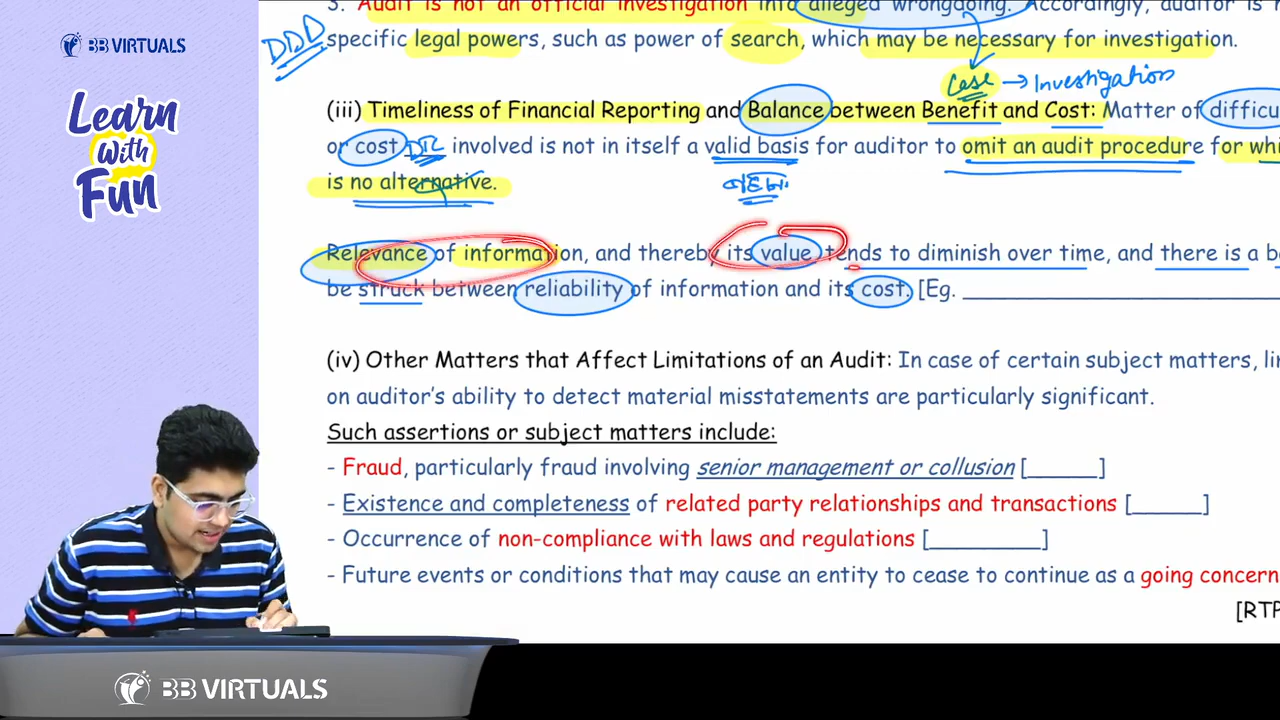 BB VIRTUALS
Learn
With
Fun
3. Audit is not an official investigation into alleged wrongdoing. Accordingly, auditor is n
DDD
specific legal powers, such as power of search, which may be necessary for investigation.
Case → Investigation
(iii) Timeliness of Financial Reporting and Balance between Benefit and Cost: Matter of difficu
or cost involved is not in itself a valid basis for auditor to omit an audit procedure for whi
is no alternative.
Relevance of information, and thereby its value tends to diminish over time, and there is a b
be struck between reliability of information and its cost. [Eg. ____
(iv) Other Matters that Affect Limitations of an Audit: In case of certain subject matters, li
on auditor's ability to detect material misstatements are particularly significant.
Such assertions or subject matters include:
- Fraud, particularly fraud involving senior management or collusion [______]
- Existence and completeness of related party relationships and transactions [______]
- Occurrence of non-compliance with laws and regulations [_________]
- Future events or conditions that may cause an entity to cease to continue as a going concern
[RTP
BB VIRTUALS